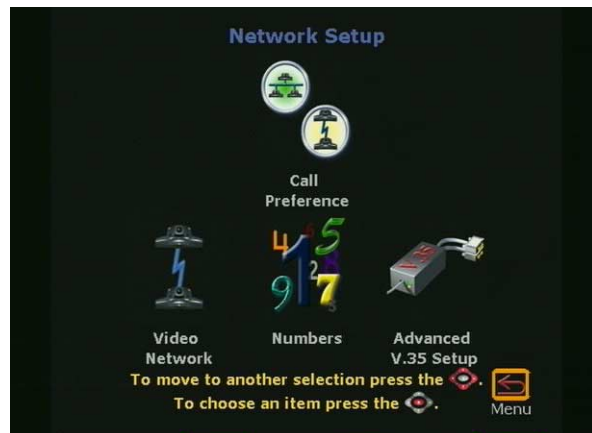 Network Setup
Call
Preference
Video
Network
Numbers
Advanced
V.35 Setup
To move to another selection press the .
To choose an item press the .
Menu